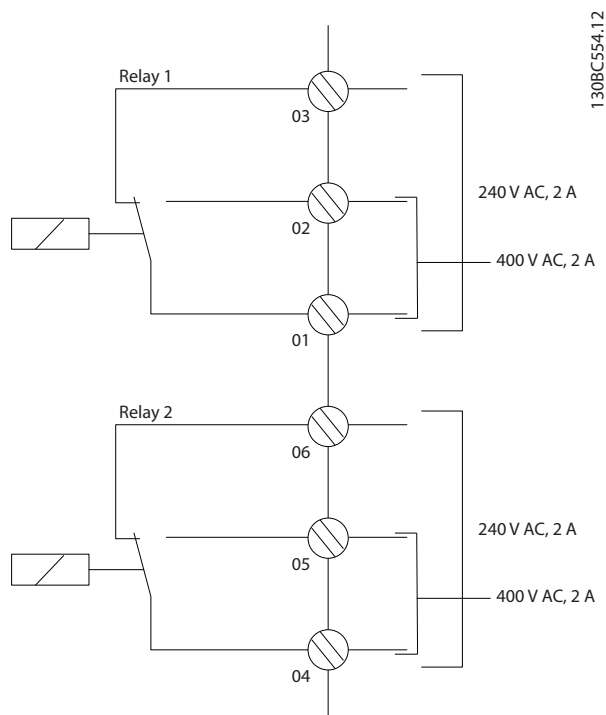 130BC554.12
Relay 1
03
02
240 V AC, 2 A
400 V AC, 2 A
01
Relay 2
06
05
240 V AC, 2 A
400 V AC, 2 A
04